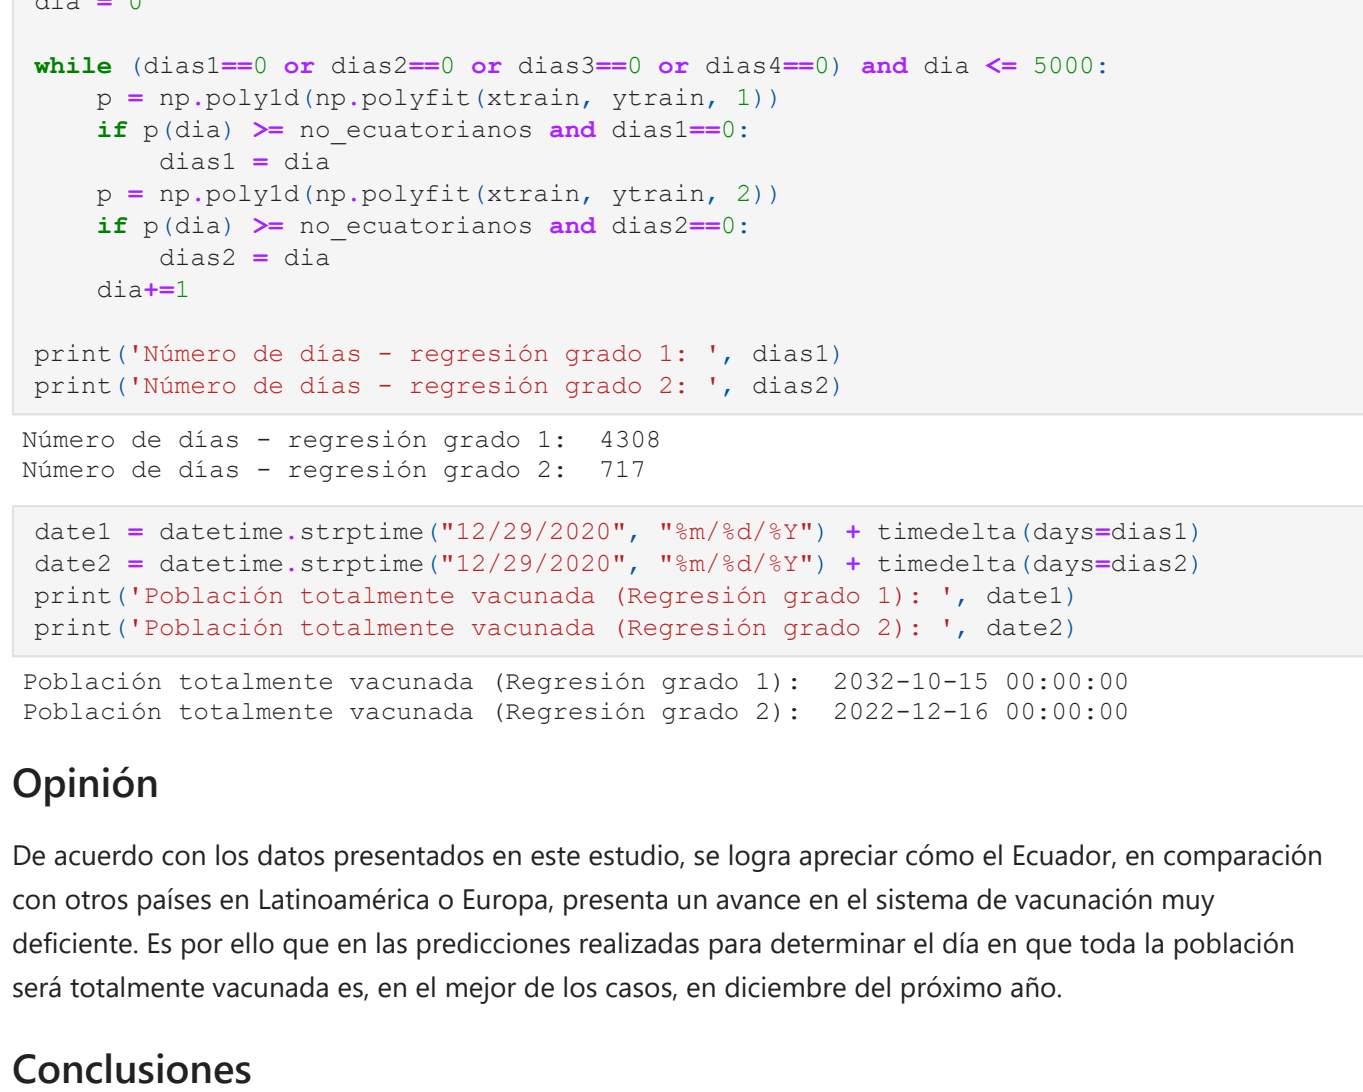 dia = 0
while (dias1==0 or dias2==0 or dias3==0 or dias4==0) and dia <= 5000:
    p = np.poly1d(np.polyfit(xtrain, ytrain, 1))
    if p(dia) >= no_ecuatorianos and dias1==0:
        dias1 = dia
    p = np.poly1d(np.polyfit(xtrain, ytrain, 2))
    if p(dia) >= no_ecuatorianos and dias2==0:
        dias2 = dia
    dia+=1
print('Número de días - regresión grado 1: ', dias1)
print('Número de días - regresión grado 2: ', dias2)
Número de días - regresión grado 1:  4308
Número de días - regresión grado 2:  717
date1 = datetime.strptime("12/29/2020", "%m/%d/%Y") + timedelta(days=dias1)
date2 = datetime.strptime("12/29/2020", "%m/%d/%Y") + timedelta(days=dias2)
print('Población totalmente vacunada (Regresión grado 1): ', date1)
print('Población totalmente vacunada (Regresión grado 2): ', date2)
Población totalmente vacunada (Regresión grado 1):  2032-10-15 00:00:00
Población totalmente vacunada (Regresión grado 2):  2022-12-16 00:00:00
Opinión
De acuerdo con los datos presentados en este estudio, se logra apreciar cómo el Ecuador, en comparación
con otros países en Latinoamérica o Europa, presenta un avance en el sistema de vacunación muy
deficiente. Es por ello que en las predicciones realizadas para determinar el día en que toda la población
será totalmente vacunada es, en el mejor de los casos, en diciembre del próximo año.
Conclusiones